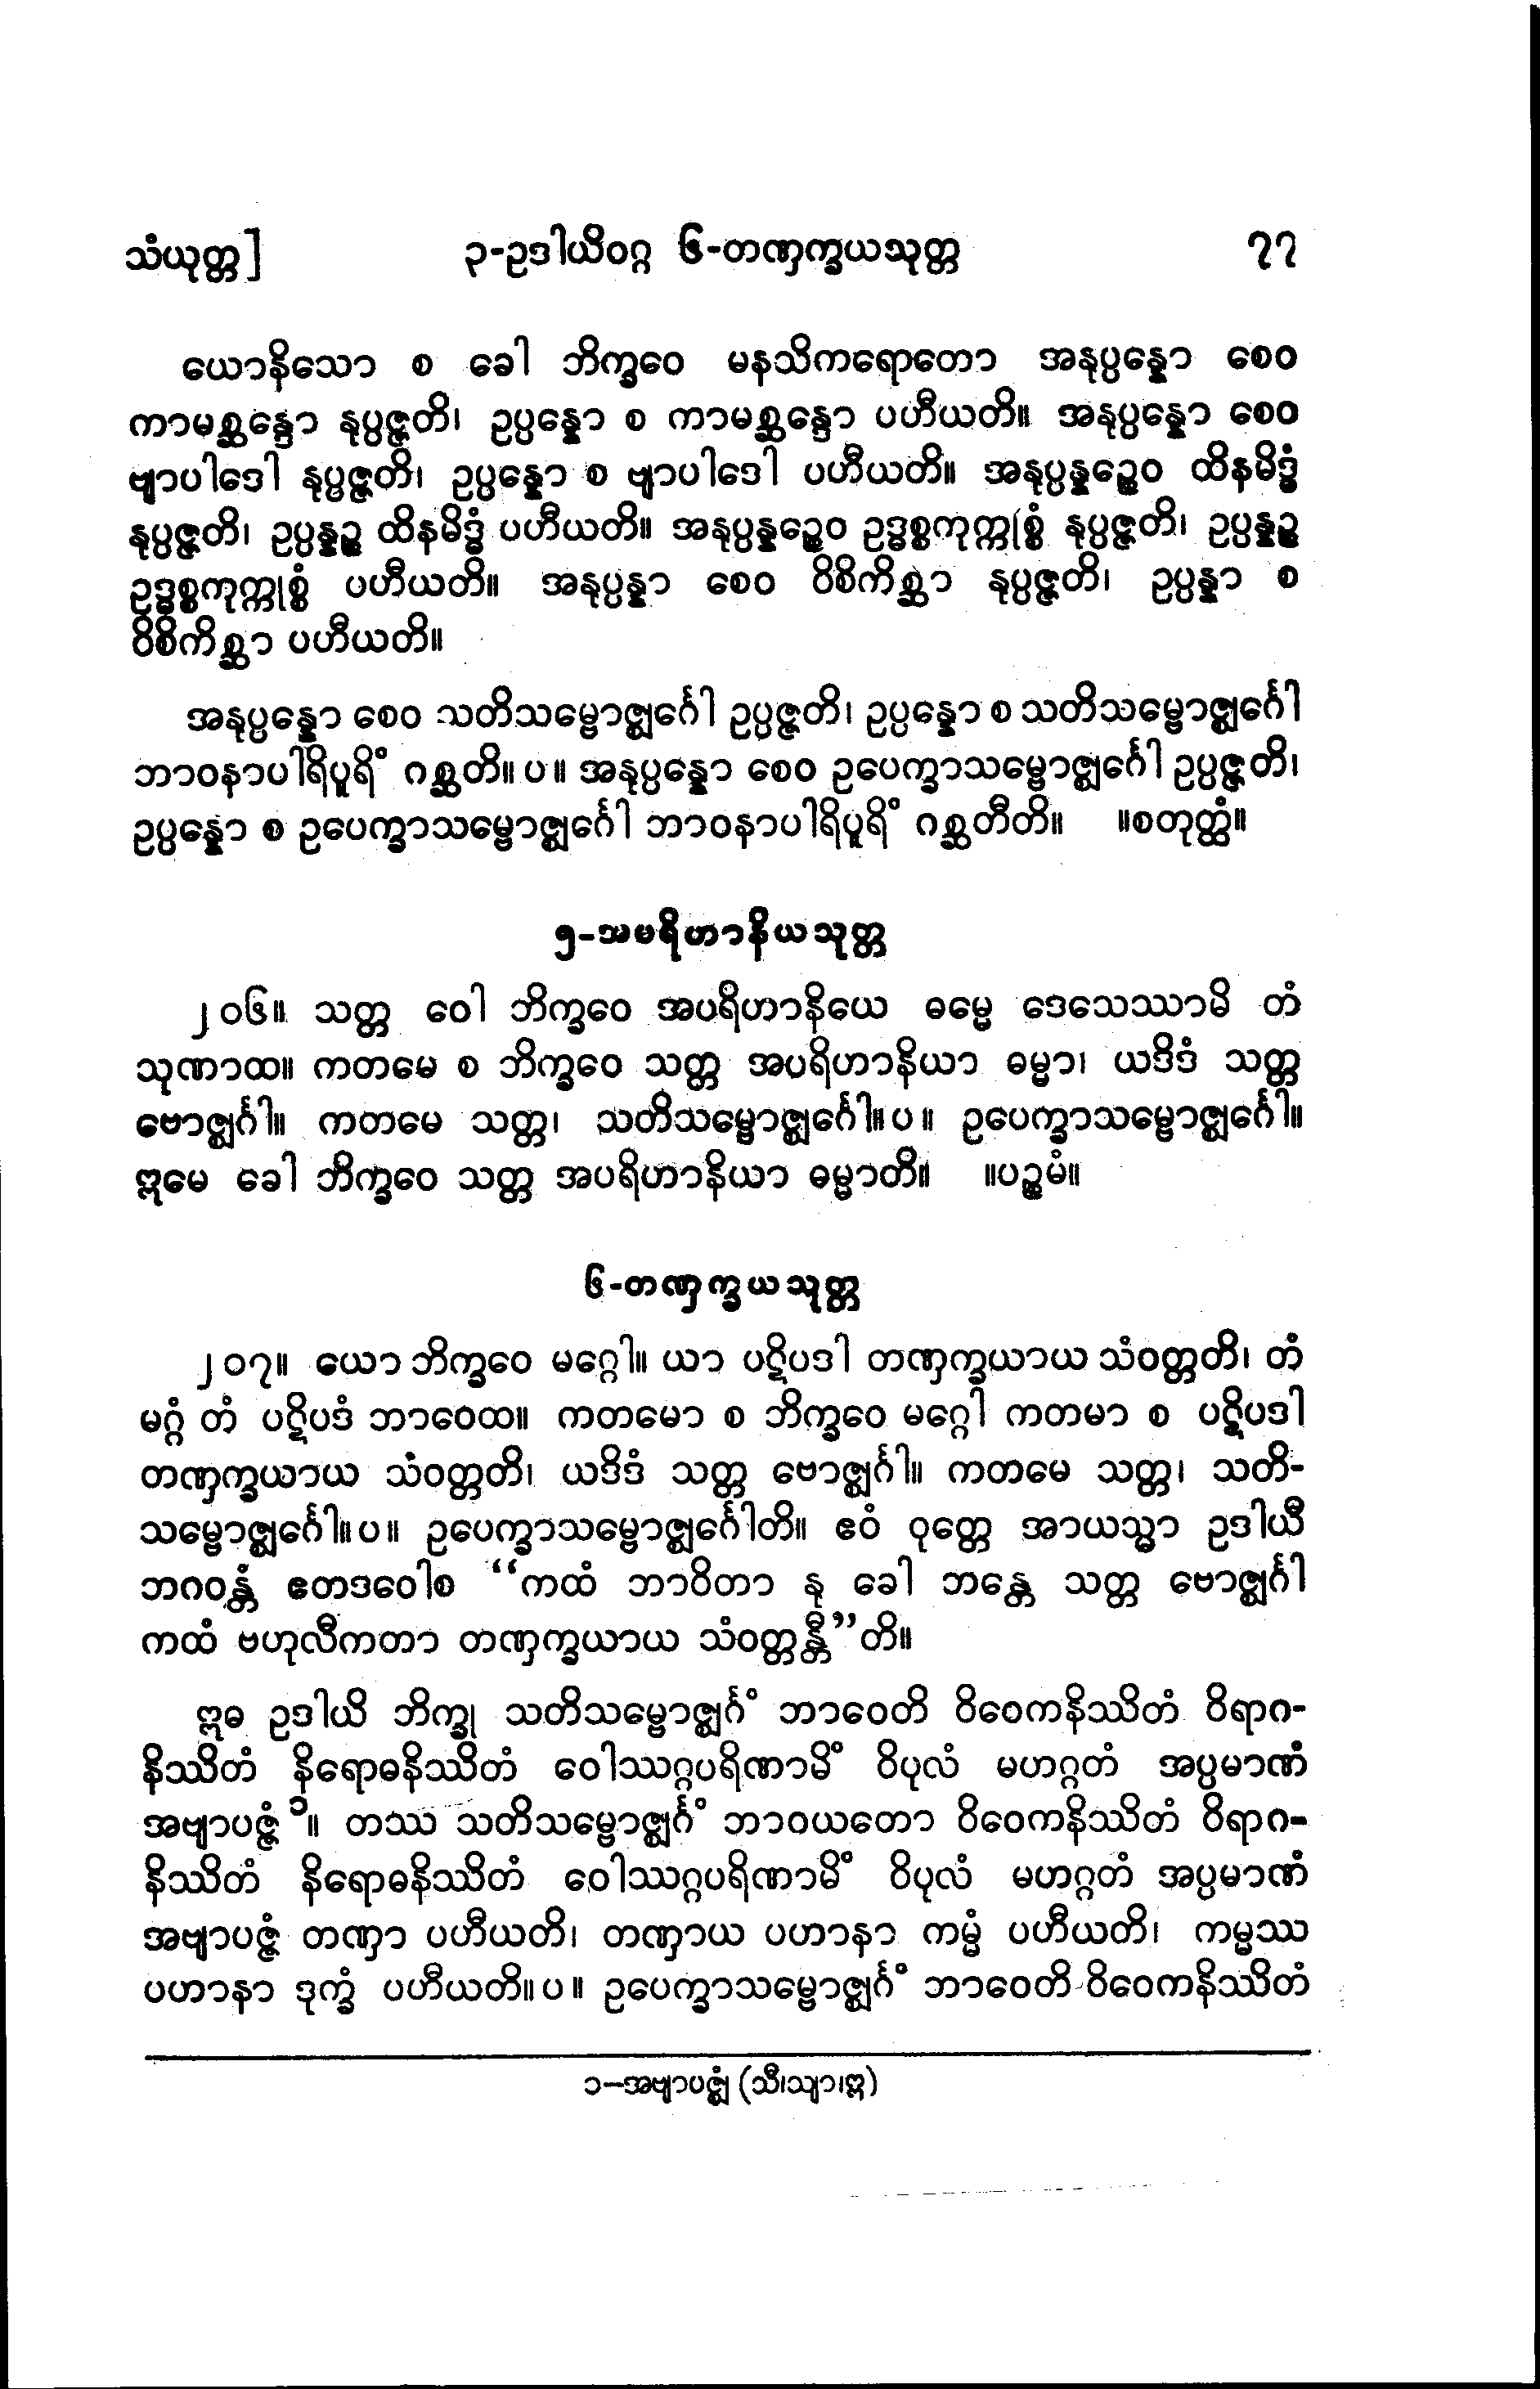 သံယုတ္တ] ၃-ဥဒါယိဝဂ္ဂ ၆-တဏှက္ခယသုတ္တ ၇၇
ယောနိသော စ ခေါ ဘိက္ခဝေ မနသိကရောတော အနုပ္ပန္နော စေဝ
ကာမစ္ဆန္ဒော နုပ္ပဇ္ဇတိ၊ ဥပ္ပန္နော စ ကာမစ္ဆန္ဒော ပဟီယတိ။ အနုပ္ပန္နော စေဝ
ဗျာပါဒေါ နုပ္ပဇ္ဇတိ၊ ဥပ္ပန္နော စ ဗျာပါဒေါ ပဟီယတိ။ အနုပ္ပန္နဉ္စေဝ ထိနမိဒ္ဓံ
နုပ္ပဇ္ဇတိ၊ ဥပ္ပန္နဉ္စ ထိနမိဒ္ဓံ ပဟီယတိ။ အနုပ္ပန္နဉ္စေဝ ဥဒ္ဓစ္စကုက္ကုစ္စံ နုပ္ပဇ္ဇတိ၊ ဥပ္ပန္နဉ္စ
ဥဒ္ဓစ္စကုက္ကုစ္စံ ပဟီယတိ။ အနုပ္ပန္နာ စေဝ ဝိစိကိစ္ဆာ နုပ္ပဇ္ဇတိ၊ ဥပ္ပန္နာ စ
ဝိစိကိစ္ဆာ ပဟီယတိ။
အနုပ္ပန္နော စေဝ သတိသမ္ဗောဇ္ဈင်္ဂေါ ဥပ္ပဇ္ဇတိ၊ ဥပ္ပန္နော စ သတိသမ္ဗောဇ္ဈင်္ဂေါ
ဘာဝနာပါရိပူရိံ ဂစ္ဆတိ။ပ။ အနုပ္ပန္နော စေဝ ဥပေက္ခာသမ္ဗောဇ္ဈင်္ဂေါ ဥပ္ပဇ္ဇတိ၊
ဥပ္ပန္နော စ ဥပေက္ခာသမ္ဗောဇ္ဈင်္ဂေါ ဘာဝနာပါရိပူရိံ ဂစ္ဆတီတိ။ ။စတုတ္ထံ။
၅-အပရိဟာနိယသုတ္တ
၂၀၆။ သတ္တ ဝေါ ဘိက္ခဝေ အပရိဟာနိယေ ဓမ္မေ ဒေသေဿာမိ တံ
သုဏာထ။ ကတမေ စ ဘိက္ခဝေ သတ္တ အပရိဟာနိယာ ဓမ္မာ၊ ယဒိဒံ သတ္တ
ဗောဇ္ဈင်္ဂါ။ ကတမေ သတ္တ၊ သတိသမ္ဗောဇ္ဈင်္ဂေါ။ပ။ ဥပေက္ခာသမ္ဗောဇ္ဈင်္ဂေါ။
ဣမေ ခေါ ဘိက္ခဝေ သတ္တ အပရိဟာနိယာ ဓမ္မာတိ။ ။ပဉ္စမံ။
၆-တဏှက္ခယသုတ္တ
၂၀၇။ ယော ဘိက္ခဝေ မဂ္ဂေါ။ ယာ ပဋိပဒါ တဏှက္ခယာယ သံဝတ္တတိ၊ တံ
မဂ္ဂံ တံ ပဋိပဒံ ဘာဝေထ။ ကတမော စ ဘိက္ခဝေ မဂ္ဂေါ ကတမာ စ ပဋိပဒါ
တဏှက္ခယာယ သံဝတ္တတိ၊ ယဒိဒံ သတ္တ ဗောဇ္ဈင်္ဂါ။ ကတမေ သတ္တ၊ သတိ-
သမ္ဗောဇ္ဈင်္ဂေါ။ပ။ ဥပေက္ခာသမ္ဗောဇ္ဈင်္ဂေါတိ။ ဧဝံ ဝုတ္တေ အာယသ္မာ ဥဒါယီ
ဘဂဝန္တံ ဧတဒဝေါစ “ကထံ ဘာဝိတာ နု ခေါ ဘန္တေ သတ္တ ဗောဇ္ဈင်္ဂါ
ကထံ ဗဟုလီကတာ တဏှက္ခယာယ သံဝတ္တန္တီ”တိ။
ဣဓ ဥဒါယိ ဘိက္ခု သတိသမ္ဗောဇ္ဈင်္ဂံ ဘာဝေတိ ဝိဝေကနိဿိတံ ဝိရာဂ-
နိဿိတံ နိရောဓနိဿိတံ ဝေါဿဂ္ဂပရိဏာမိံ ဝိပုလံ မဟဂ္ဂတံ အပ္ပမာဏံ
အဗျာပဇ္ဇံ ၁။ တဿ သတိသမ္ဗောဇ္ဈင်္ဂံ ဘာဝယတော ဝိဝေကနိဿိတံ ဝိရာဂ-
နိဿိတံ နိရောဓနိဿိတံ ဝေါဿဂ္ဂပရိဏာမိံ ဝိပုလံ မဟဂ္ဂတံ အပ္ပမာဏံ
အဗျာပဇ္ဇံ တဏှာ ပဟီယတိ၊ တဏှာယ ပဟာနာ ကမ္မံ ပဟီယတိ၊ ကမ္မဿ
ပဟာနာ ဒုက္ခံ ပဟီယတိ။ပ။ ဥပေက္ခာသမ္ဗောဇ္ဈင်္ဂံ ဘာဝေတိ ဝိဝေကနိဿိတံ
၁–အဗျာပဇ္ဈံ (သီ၊သျာ၊ဣ)